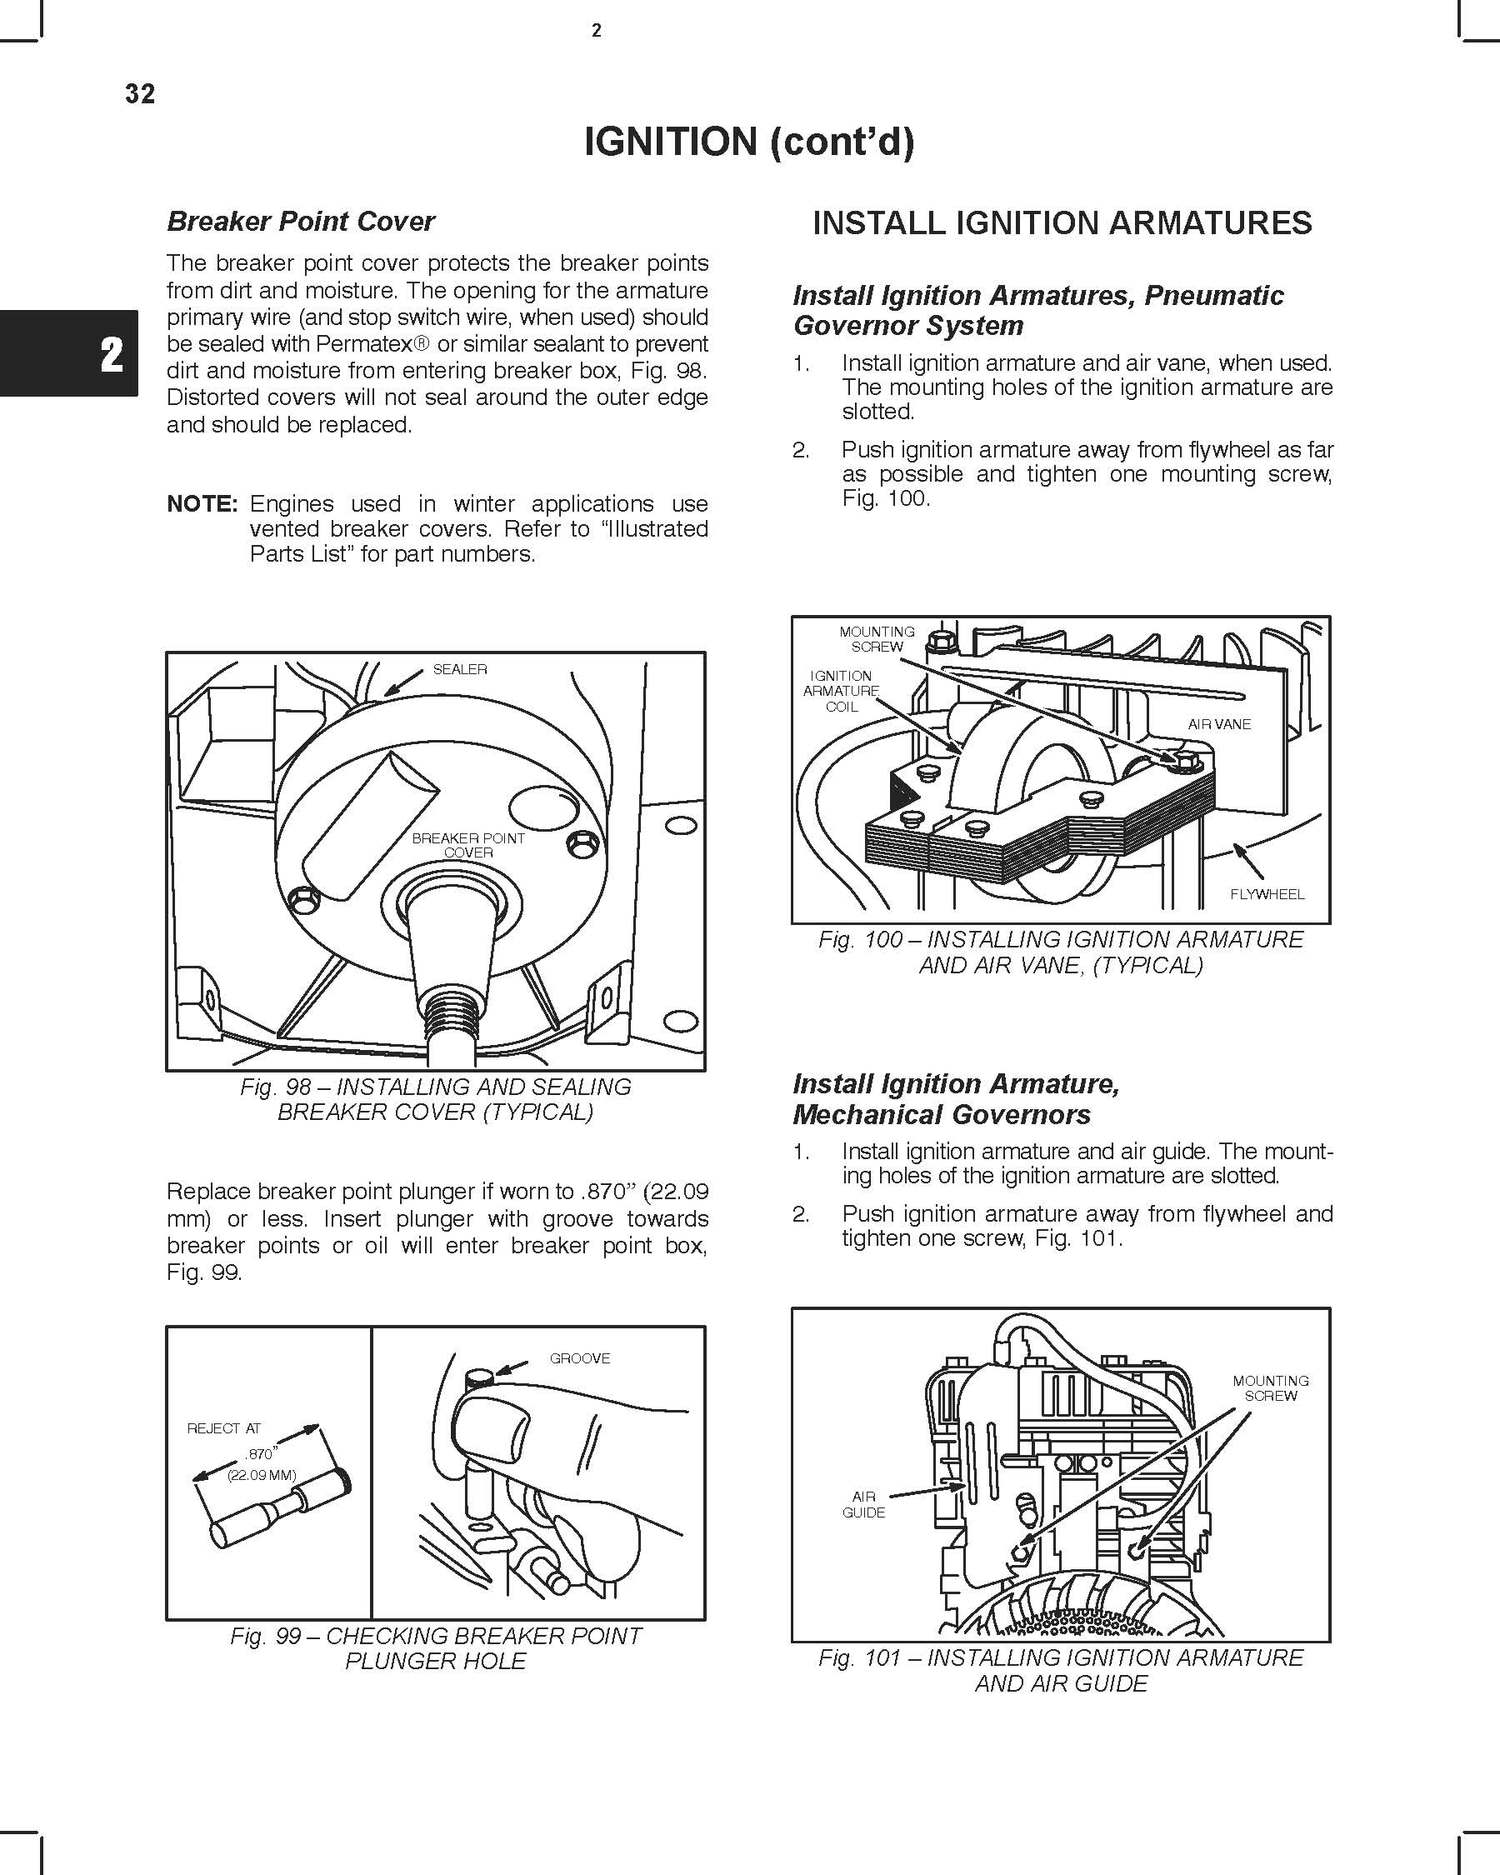 2
32
IGNITION (cont’d)
2
Breaker Point Cover
The breaker point cover protects the breaker points
from dirt and moisture. The opening for the armature
primary wire (and stop switch wire, when used) should
be sealed with Permatex® or similar sealant to prevent
dirt and moisture from entering breaker box, Fig. 98.
Distorted covers will not seal around the outer edge
and should be replaced.
NOTE: Engines used in winter applications use
vented breaker covers. Refer to “Illustrated
Parts List” for part numbers.
SEALER
BREAKER POINT
COVER
Fig. 98 – INSTALLING AND SEALING
BREAKER COVER (TYPICAL)
Replace breaker point plunger if worn to .870” (22.09
mm) or less. Insert plunger with groove towards
breaker points or oil will enter breaker point box,
Fig. 99.
REJECT AT
.870”
(22.09 MM)
GROOVE
Fig. 99 – CHECKING BREAKER POINT
PLUNGER HOLE
INSTALL IGNITION ARMATURES
Install Ignition Armatures, Pneumatic
Governor System
1. Install ignition armature and air vane, when used.
The mounting holes of the ignition armature are
slotted.
2. Push ignition armature away from flywheel as far
as possible and tighten one mounting screw,
Fig. 100.
MOUNTING
SCREW
IGNITION
ARMATURE
COIL
AIR VANE
FLYWHEEL
Fig. 100 – INSTALLING IGNITION ARMATURE
AND AIR VANE, (TYPICAL)
Install Ignition Armature,
Mechanical Governors
1. Install ignition armature and air guide. The mount-
ing holes of the ignition armature are slotted.
2. Push ignition armature away from flywheel and
tighten one screw, Fig. 101.
MOUNTING
SCREW
AIR
GUIDE
Fig. 101 – INSTALLING IGNITION ARMATURE
AND AIR GUIDE